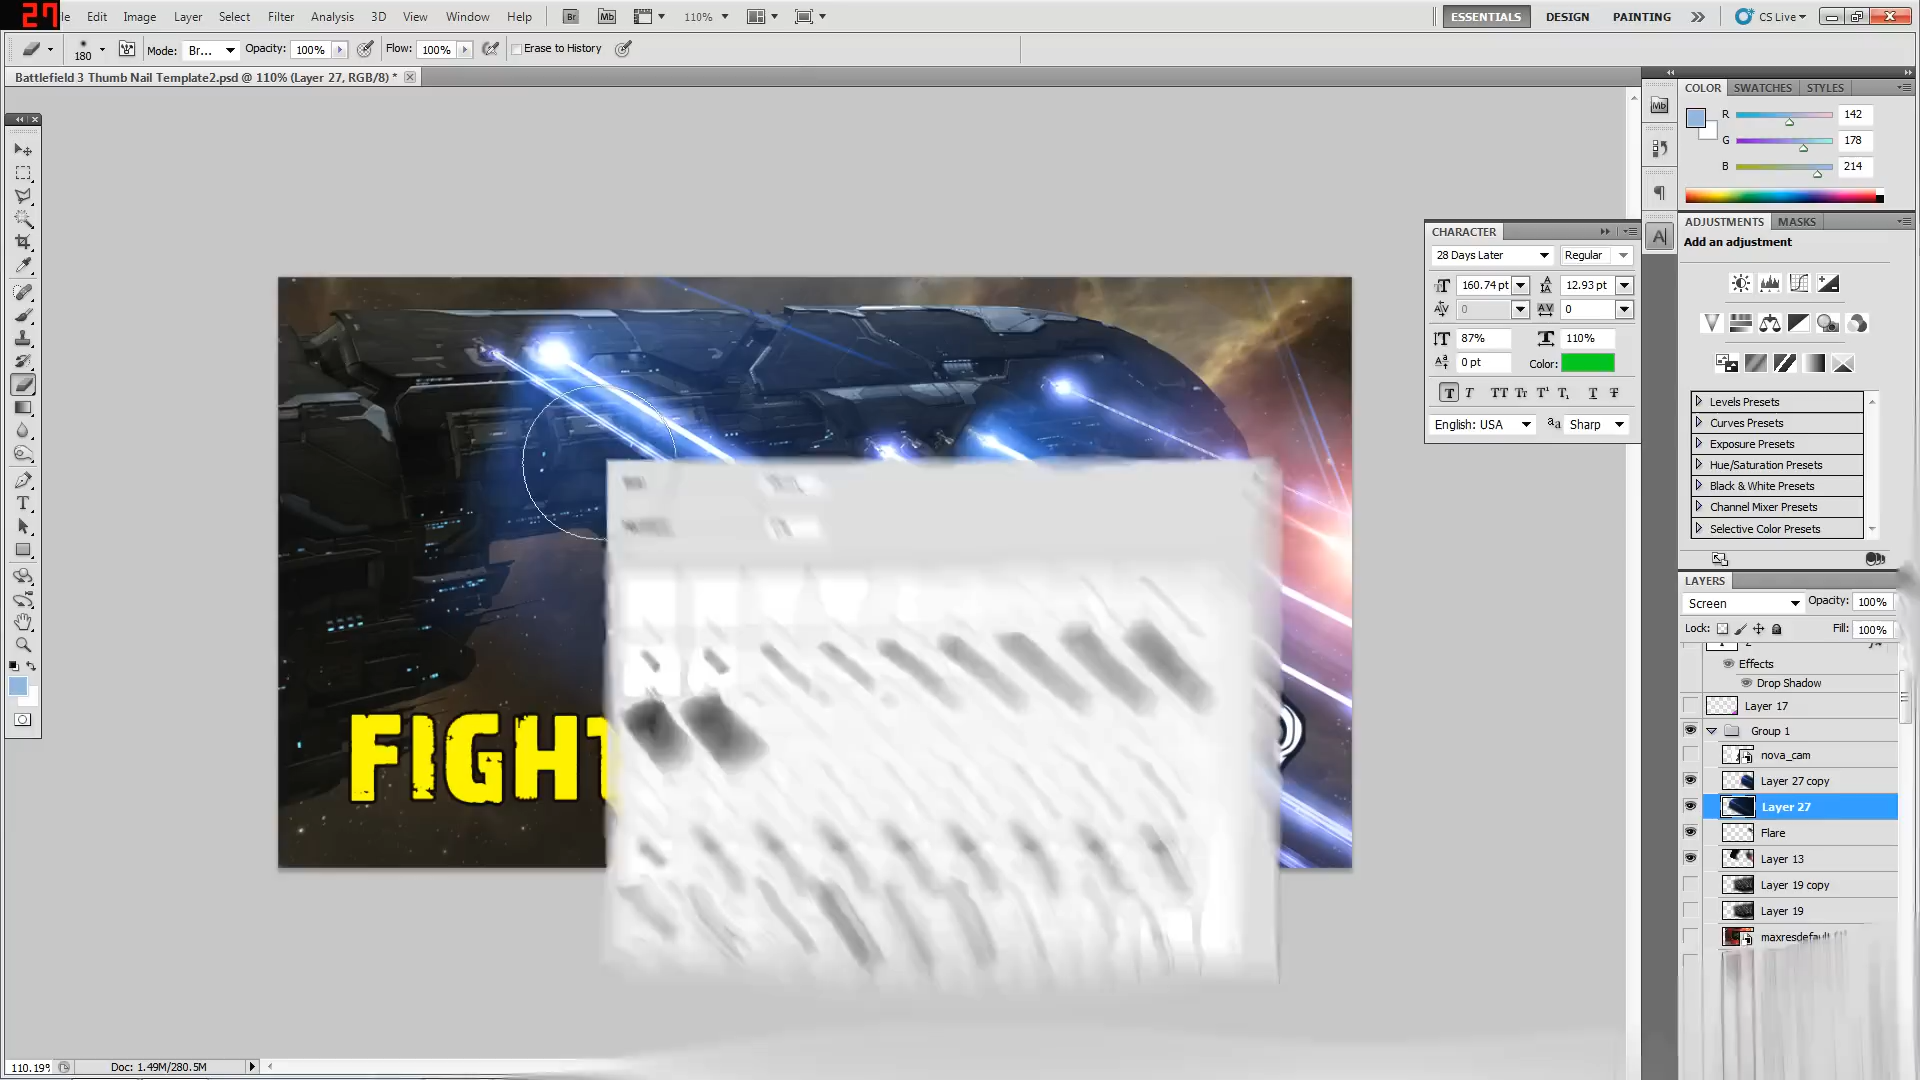 27
le Edit Image Layer Select Filter Analysis 3D View Window Help Br Mb 110% ESSENTIALS DESIGN PAINTING CS Live
180 Mode: Br... Opacity: 100% Flow: 100% Erase to History
Battlefield 3 Thumb Nail Template2.psd @ 110% (Layer 27, RGB/8) *
COLOR SWATCHES STYLES
Mb
R 142
G 178
B 214
ADJUSTMENTS MASKS
Add an adjustment
CHARACTER
28 Days Later Regular
160.74 pt 12.93 pt
0 0
87% 110%
0 pt Color:
English: USA Sharp
Levels Presets
Curves Presets
Exposure Presets
Hue/Saturation Presets
Black & White Presets
Channel Mixer Presets
Selective Color Presets
LAYERS
Screen Opacity: 100%
Lock: Fill: 100%
Effects
Drop Shadow
Layer 17
Group 1
nova_cam
Layer 27 copy
Layer 27
Flare
Layer 13
Layer 19 copy
Layer 19
maxresdefault
FIGHT
110.19% Doc: 1.49M/280.5M